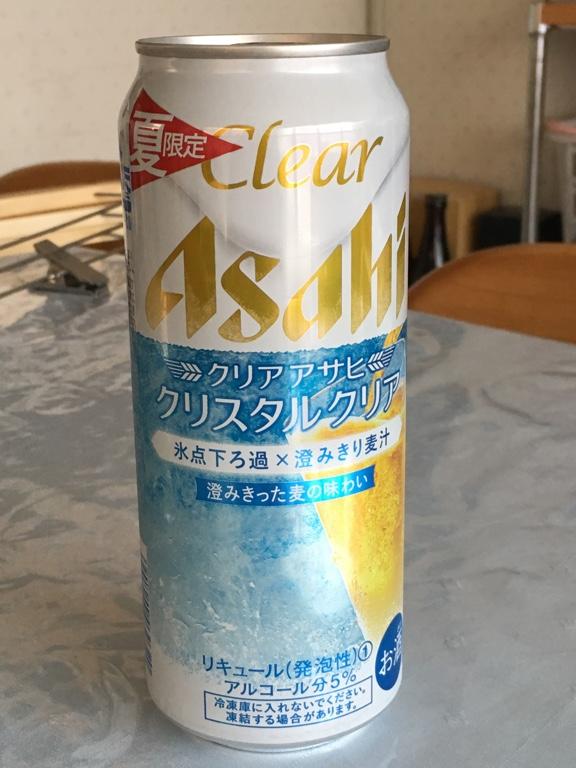 夏限定
Clear
Asahi
クリア アサヒ
クリスタルクリア
氷点下ろ過×澄みきり麦汁
澄みきった麦の味わい
リキュール(発泡性)①
アルコール分5%
お酒
冷凍庫に入れないでください。
凍結する場合があります。